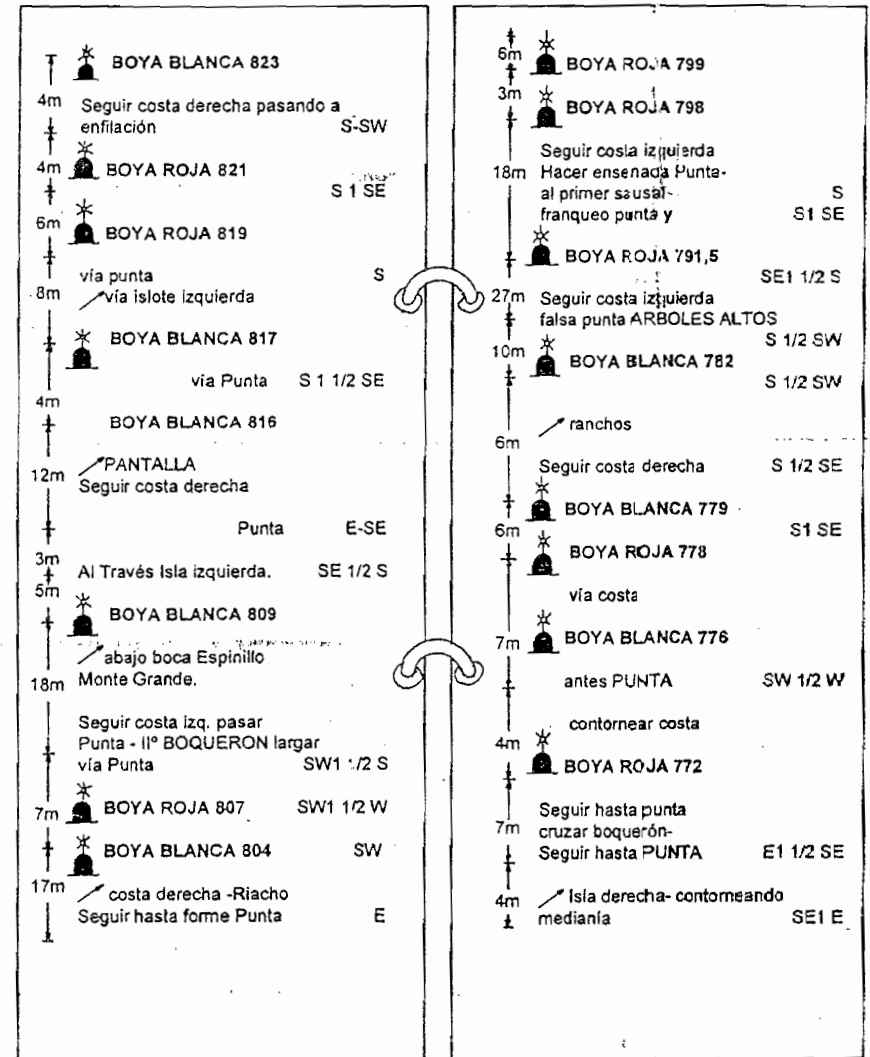 BOYA BLANCA 823
4m
Seguir costa derecha pasando a
enfilación S-SW
4m
BOYA ROJA 821
S 1 SE
6m
BOYA ROJA 819
vía punta S
8m
vía islote izquierda
BOYA BLANCA 817
vía Punta S 1 1/2 SE
4m
BOYA BLANCA 816
PANTALLA
12m
Seguir costa derecha
Punta E-SE
3m
Al Través Isla izquierda. SE 1/2 S
5m
BOYA BLANCA 809
abajo boca Espinillo
18m Monte Grande.
Seguir costa izq. pasar
Punta - IIº BOQUERON largar
vía Punta SW1 1/2 S
7m BOYA ROJA 807 SW1 1/2 W
BOYA BLANCA 804 SW
17m
costa derecha -Riacho
Seguir hasta forme Punta E
6m
BOYA ROJA 799
3m
BOYA ROJA 798
Seguir costa izquierda
18m Hacer ensenada Punta-
al primer sausal- S
franqueo punta y S1 SE
BOYA ROJA 791,5
SE1 1/2 S
27m Seguir costa izquierda
falsa punta ARBOLES ALTOS
S 1/2 SW
10m
BOYA BLANCA 782
S 1/2 SW
ranchos
6m
Seguir costa derecha S 1/2 SE
BOYA BLANCA 779
6m S1 SE
BOYA ROJA 778
vía costa
7m BOYA BLANCA 776
antes PUNTA SW 1/2 W
contornear costa
4m
BOYA ROJA 772
Seguir hasta punta
7m cruzar boquerón-
Seguir hasta PUNTA E1 1/2 SE
4m Isla derecha- contorneando
medianía SE1 E